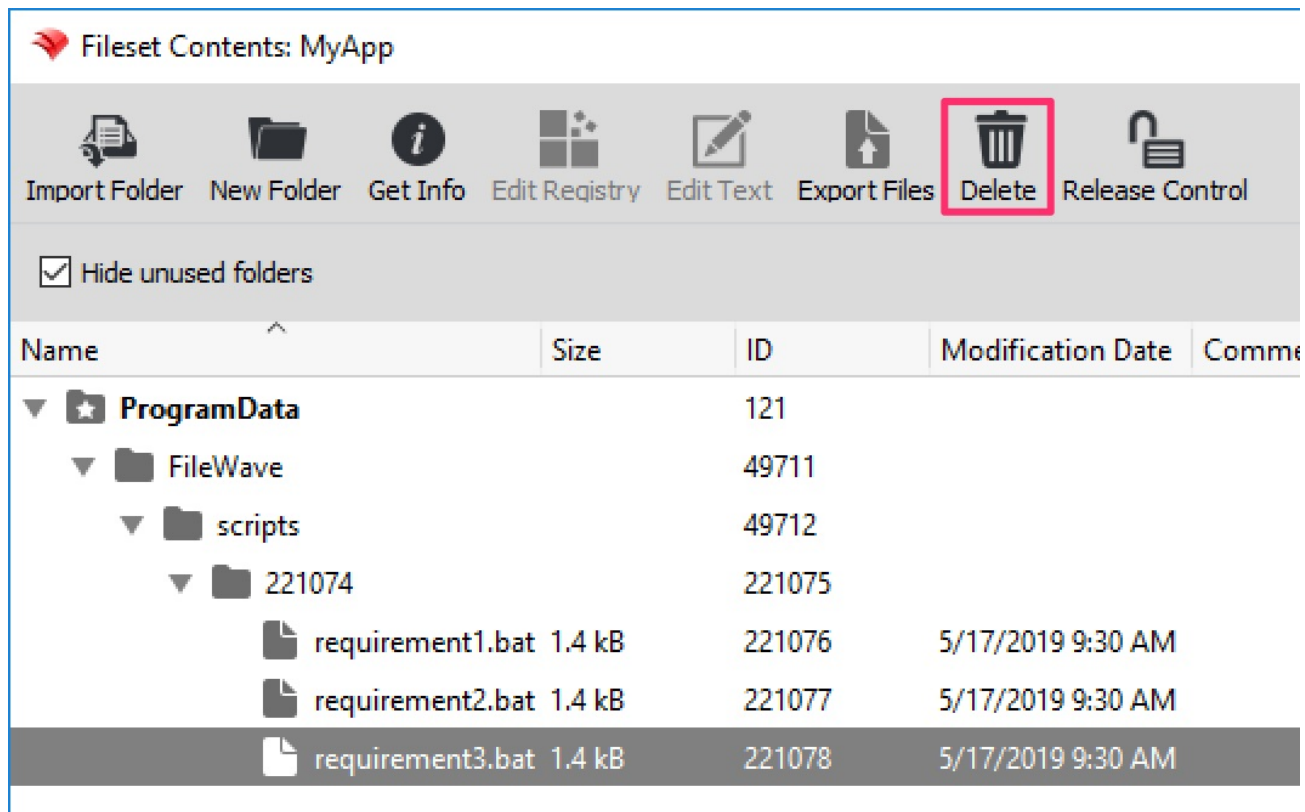 Fileset Contents: MyApp
Import Folder New Folder Get Info Edit Registry Edit Text Export Files Delete Release Control
Hide unused folders
Name Size ID Modification Date Comme
ProgramData 121
FileWave 49711
scripts 49712
221074 221075
requirement1.bat 1.4 kB 221076 5/17/2019 9:30 AM
requirement2.bat 1.4 kB 221077 5/17/2019 9:30 AM
requirement3.bat 1.4 kB 221078 5/17/2019 9:30 AM